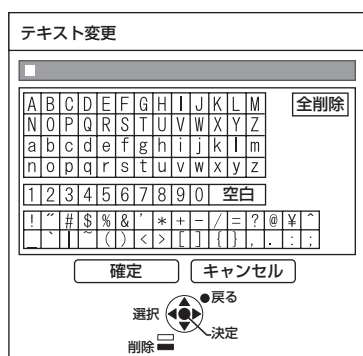 テキスト変更
A B C D E F G H I J K L M 全削除
N O P Q R S T U V W X Y Z
a b c d e f g h i j k l m
n o p q r s t u v w x y z
1 2 3 4 5 6 7 8 9 0 空白
! ˝ # $ % & ' * + - / = ? @ ¥ ^
_ ` | ~ ( ) < > [ ] { } , . : ;
確定 キャンセル
戻る
選択
決定
削除